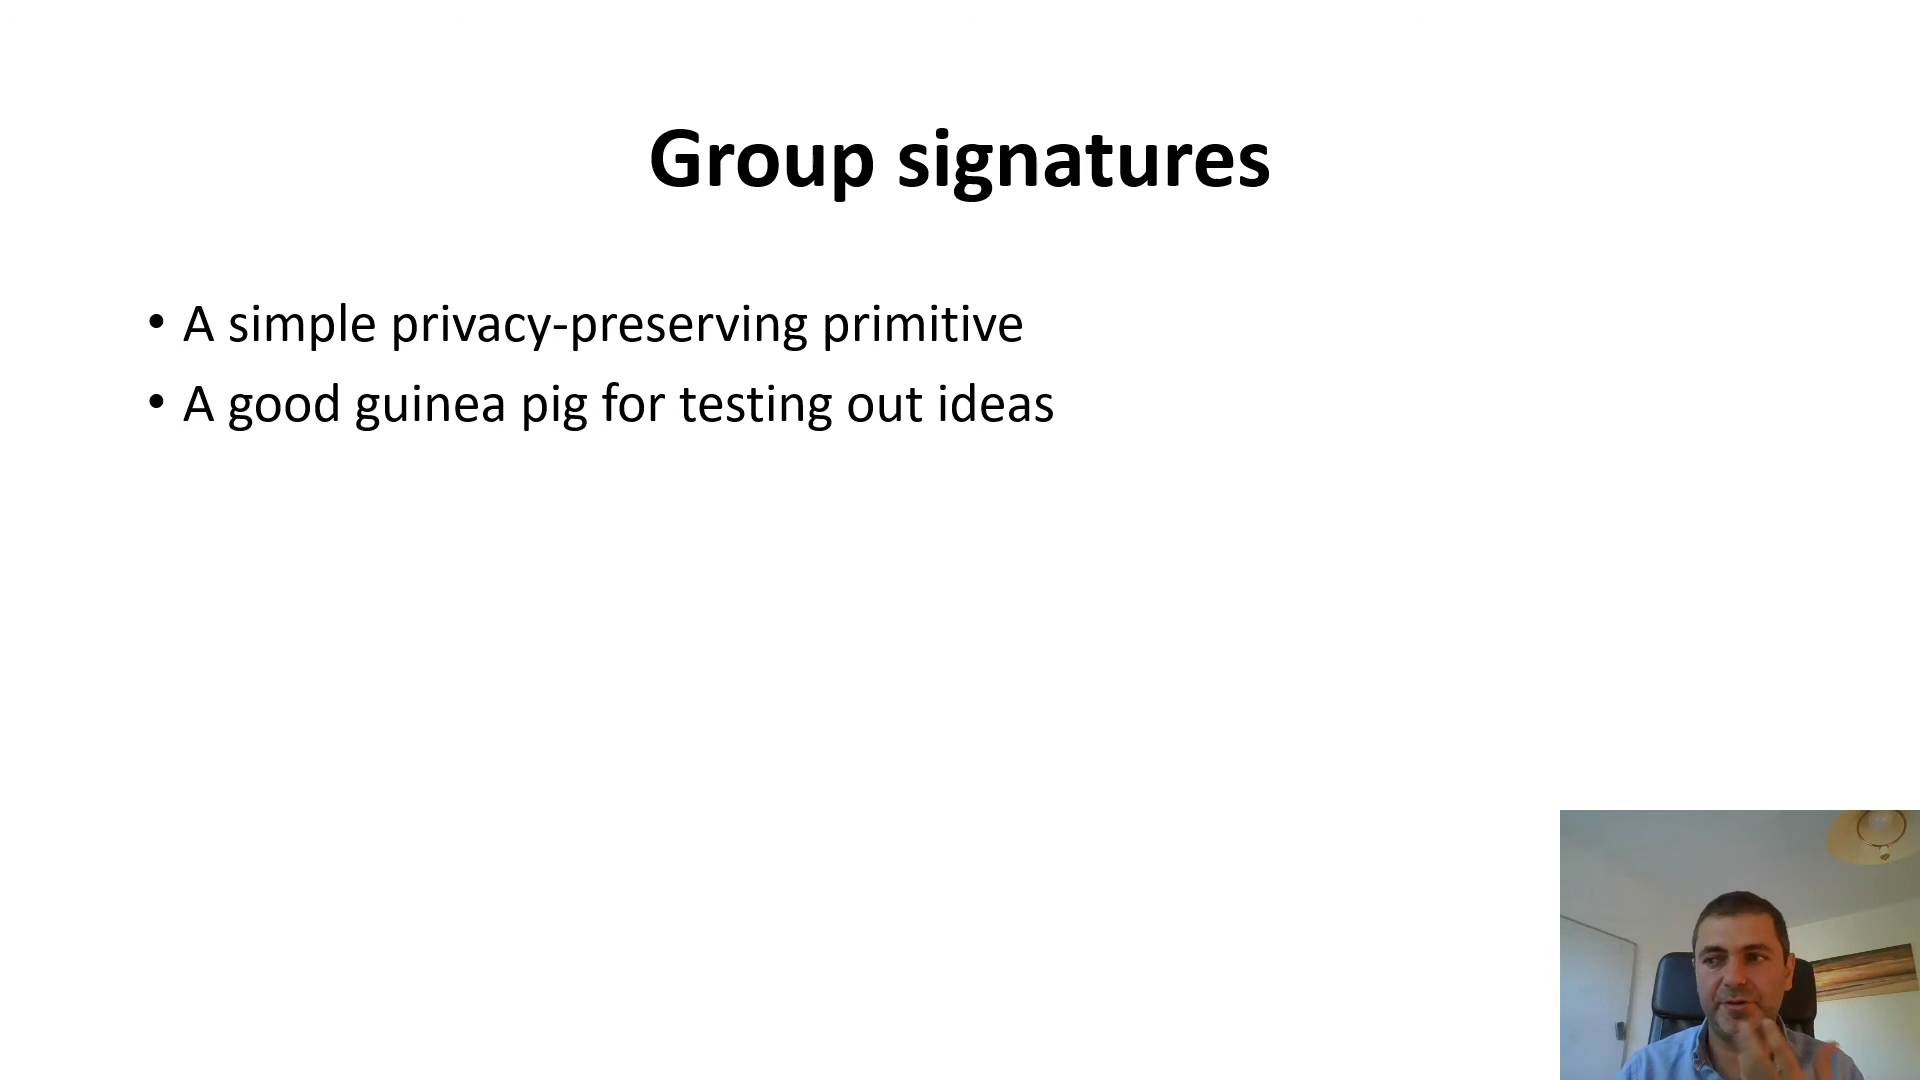 Group signatures
• A simple privacy-preserving primitive
• A good guinea pig for testing out ideas